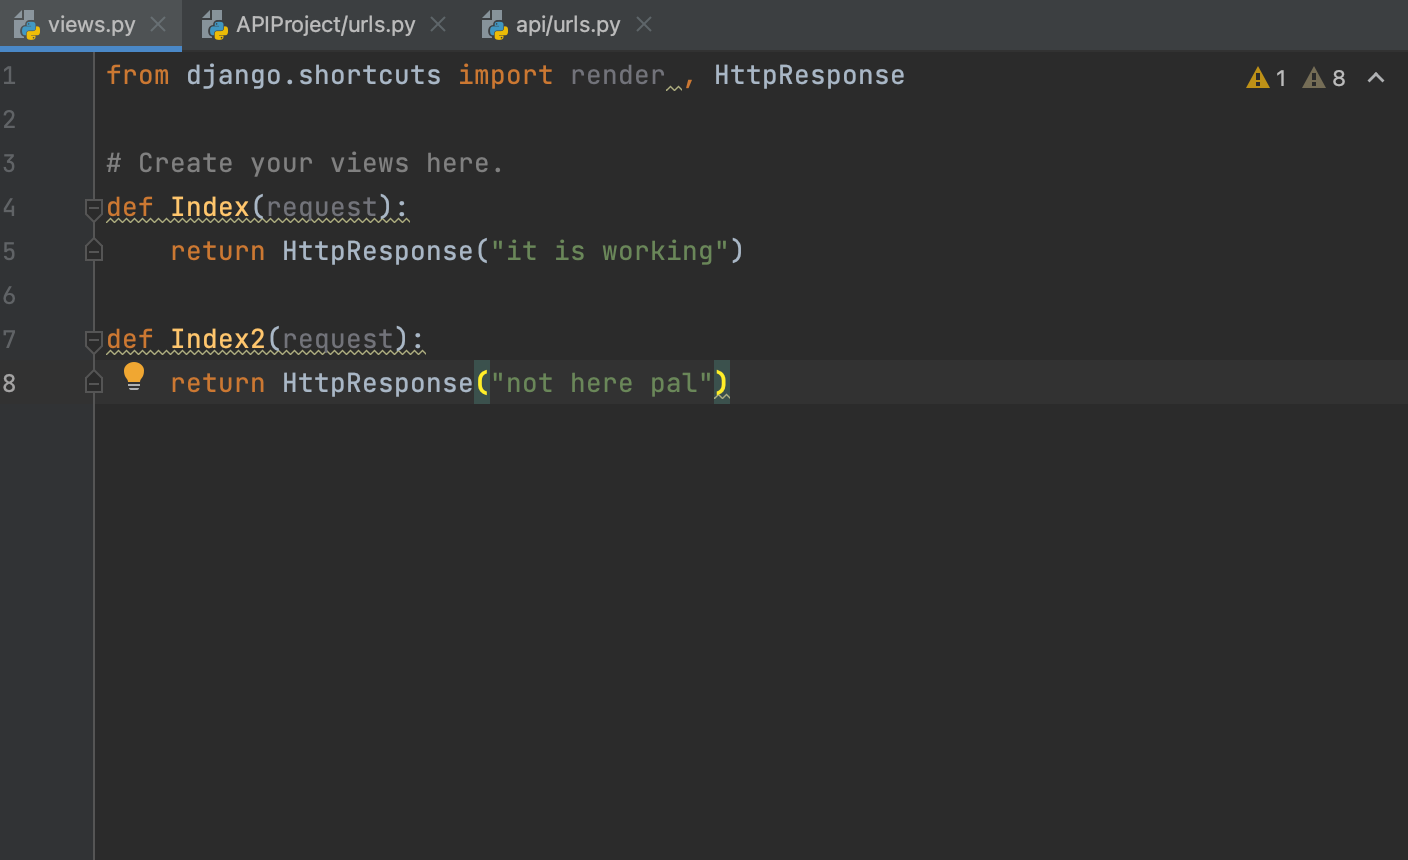 views.py APIProject/urls.py api/urls.py
1 from django.shortcuts import render , HttpResponse 1 8
2
3 # Create your views here.
4 def Index(request):
5     return HttpResponse("it is working")
6
7 def Index2(request):
8     return HttpResponse("not here pal")